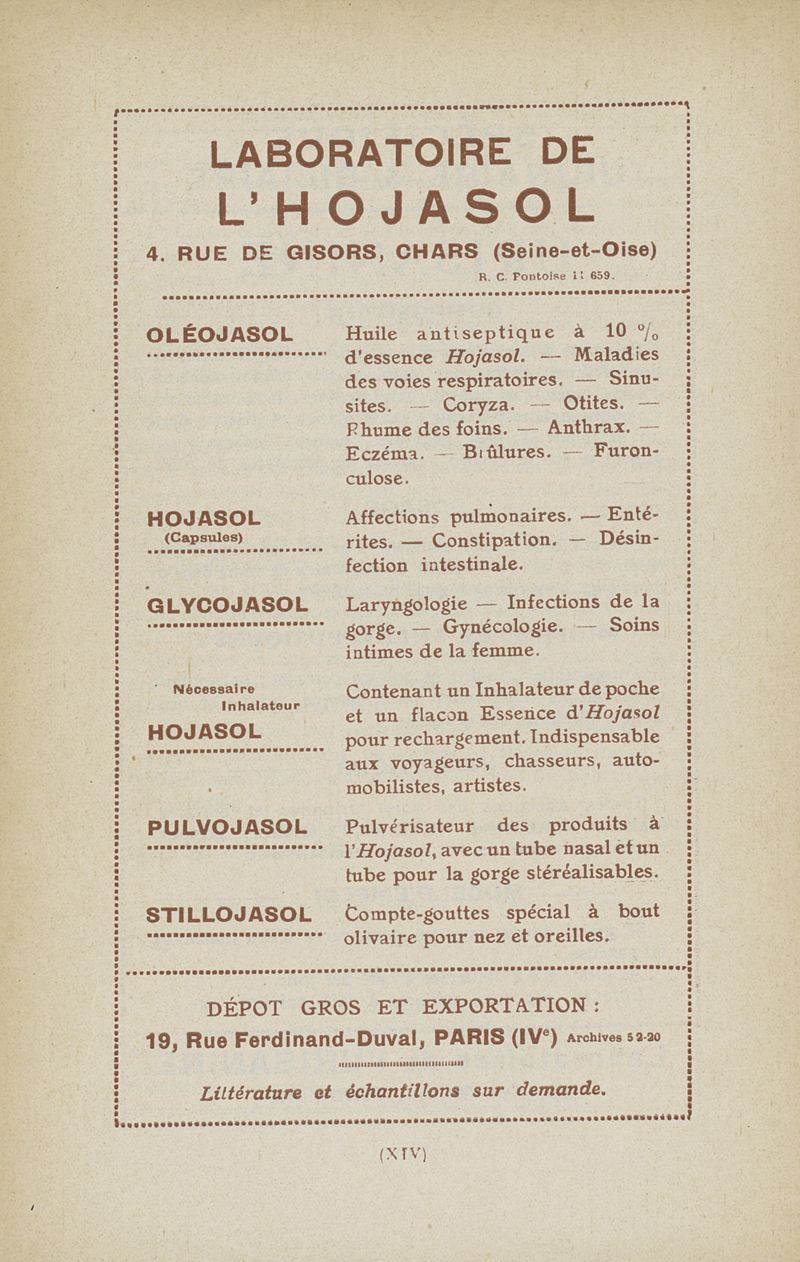 LABORATOIRE DE
L'HOJASOL
4. RUE DE GISORS, CHARS (Seine-et-Oise)
R. C. Pontoise 659.
OLÉOJASOL
Huile antiseptique à 10 %
d'essence Hojasol. — Maladies
des voies respiratoires. — Sinu-
sites. — Coryza. — Otites. —
Rhume des foins. — Anthrax. —
Eczéma. — Brûlures. — Furon-
culose.
HOJASOL
(Capsules)
Affections pulmonaires. — Enté-
rites. — Constipation. — Désin-
fection intestinale.
GLYCOJASOL
Laryngologie — Infections de la
gorge. — Gynécologie. — Soins
intimes de la femme.
Nécessaire
Inhalateur
HOJASOL
Contenant un Inhalateur de poche
et un flacon Essence d'Hojasol
pour rechargement. Indispensable
aux voyageurs, chasseurs, auto-
mobilistes, artistes.
PULVOJASOL
Pulvérisateur des produits à
l'Hojasol, avec un tube nasal et un
tube pour la gorge stéréalisables.
STILLOJASOL
Compte-gouttes spécial à bout
olivaire pour nez et oreilles.
DÉPOT GROS ET EXPORTATION :
19, Rue Ferdinand-Duval, PARIS (IVe) Archives 52-20
Littérature et échantillons sur demande.
(XIV)